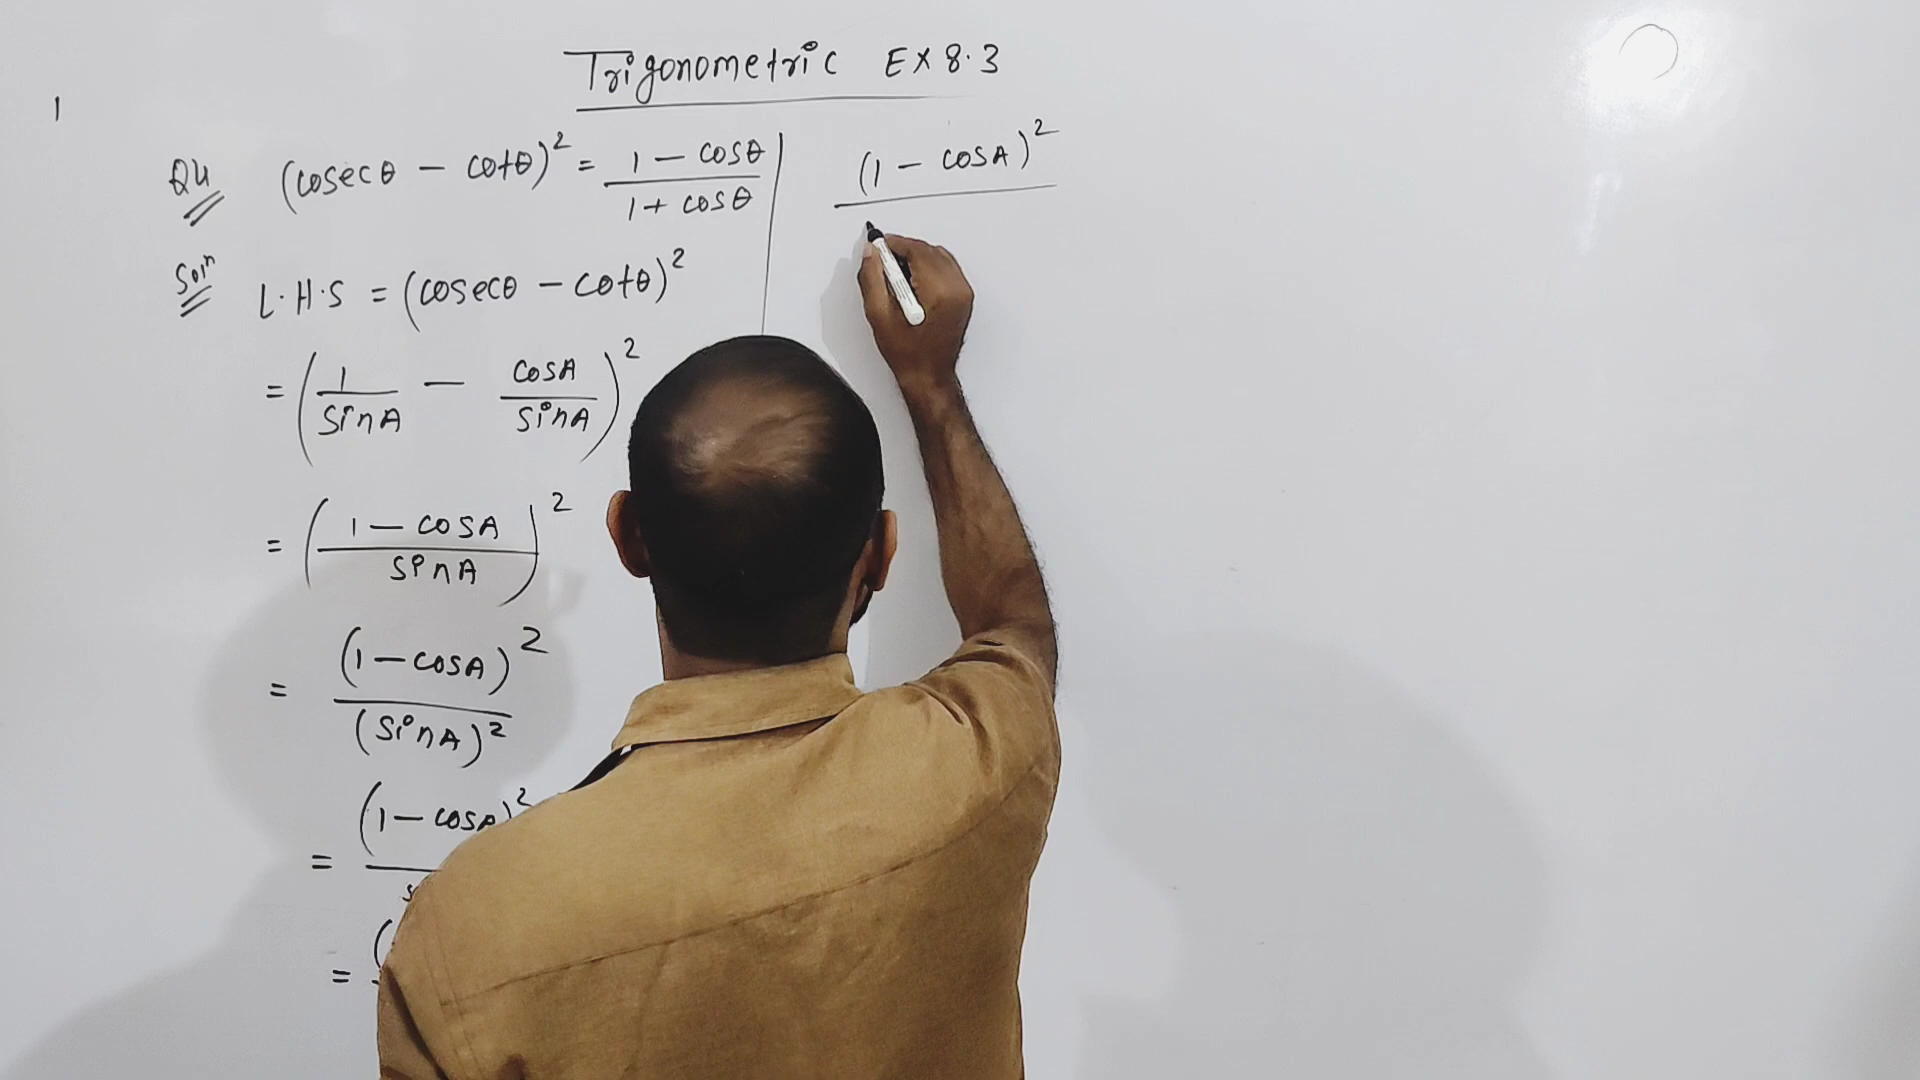 Trigonometric Ex 8.3
1
Q4 (cosecθ – cotθ)² = 1 – cosθ / 1 + cosθ
Solⁿ L.H.S = (cosecθ – cotθ)²
= (1 / sinA – cosA / sinA)²
= (1 – cosA / sinA)²
= (1 – cosA)² / (sinA)²
= (1 – cosA)² / s
= (
(1 – cosA)²